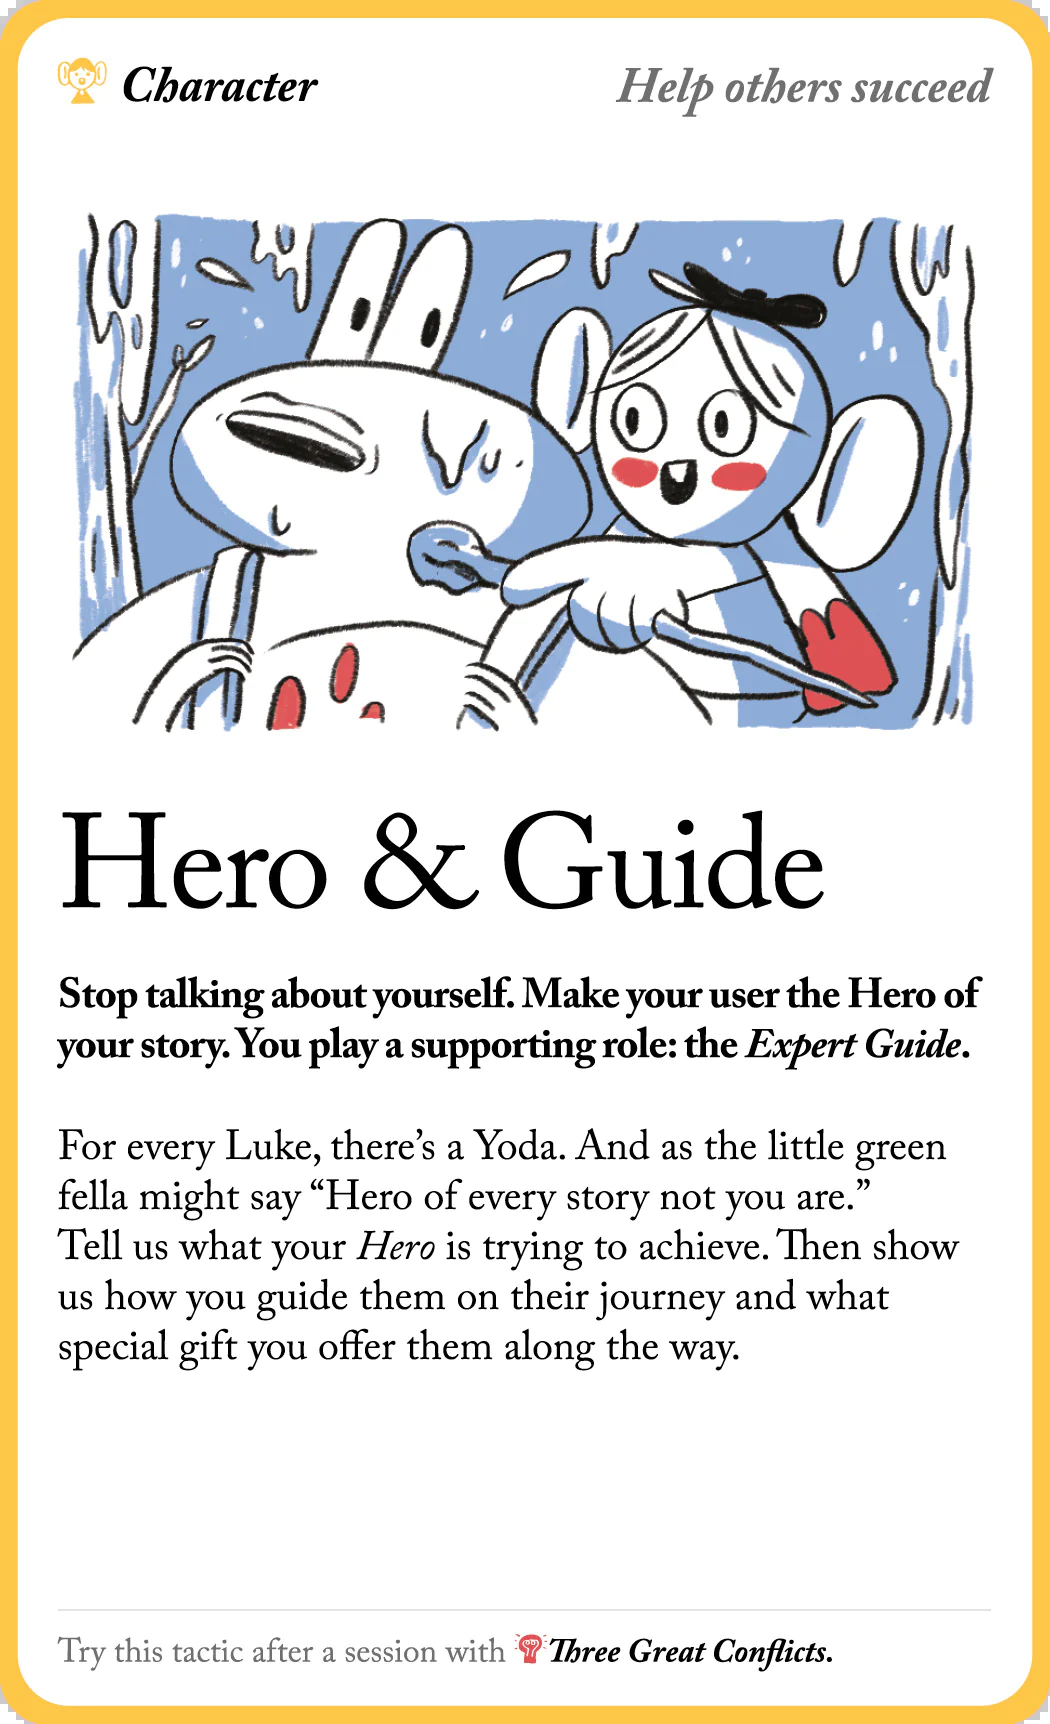 Character
Help others succeed
Hero & Guide
Stop talking about yourself. Make your user the Hero of
your story. You play a supporting role: the Expert Guide.
For every Luke, there’s a Yoda. And as the little green
fella might say “Hero of every story not you are.”
Tell us what your Hero is trying to achieve. Then show
us how you guide them on their journey and what
special gift you offer them along the way.
Try this tactic after a session with Three Great Conflicts.